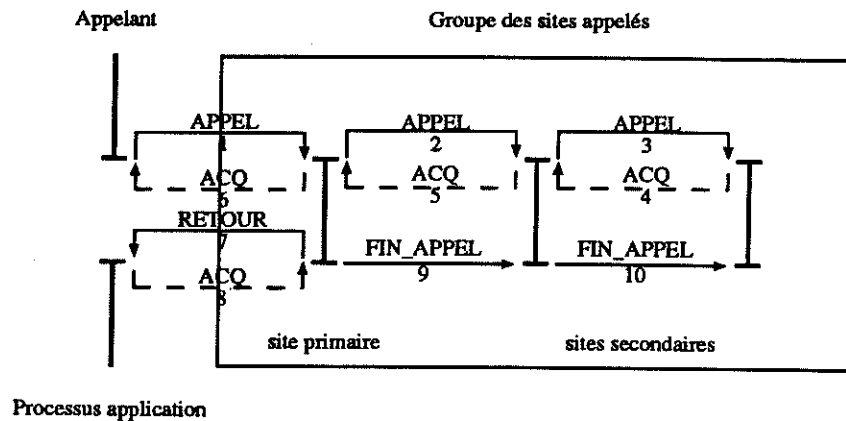 Appelant
Groupe des sites appelés
APPEL
1
APPEL
2
APPEL
3
ACQ
6
ACQ
5
ACQ
4
RETOUR
7
ACQ
8
FIN_APPEL
9
FIN_APPEL
10
site primaire
sites secondaires
Processus application